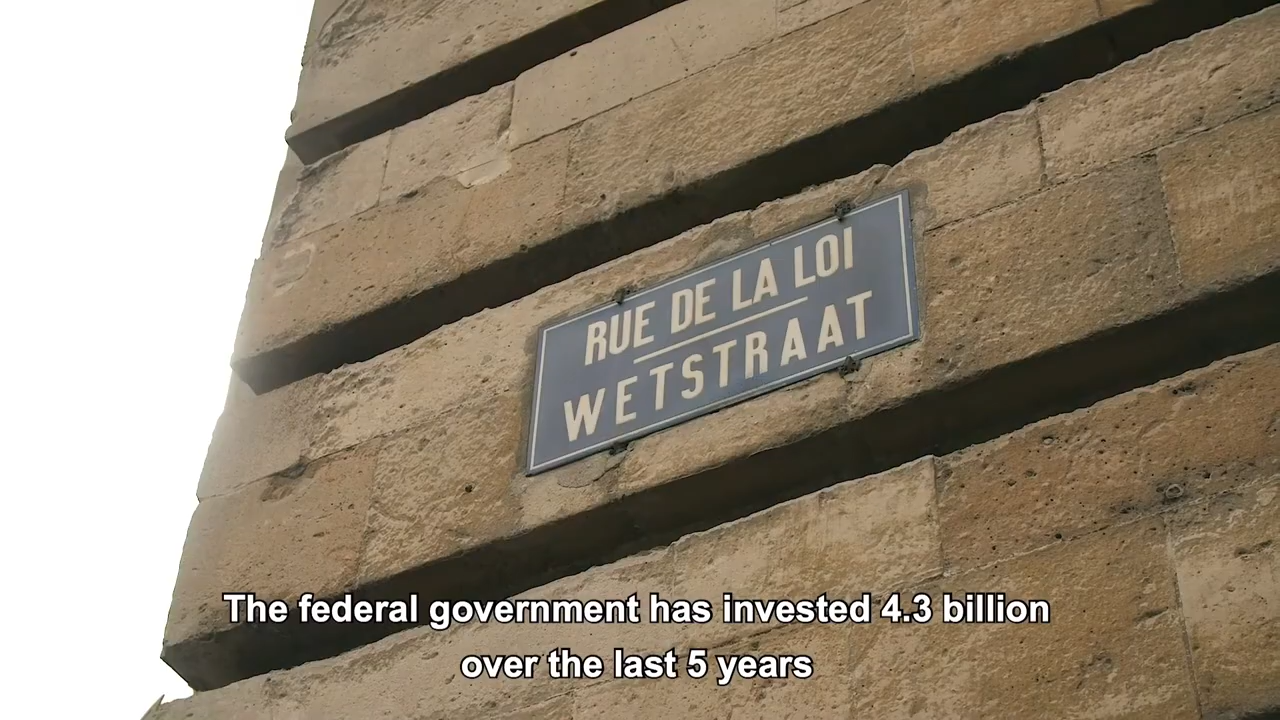 RUE DE LA LOI
WETSTRAAT
The federal government has invested 4.3 billion
over the last 5 years